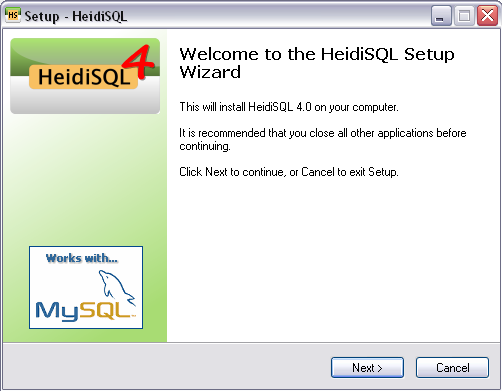 HS Setup - HeidiSQL
HeidiSQL 4
Welcome to the HeidiSQL Setup
Wizard
This will install HeidiSQL 4.0 on your computer.
It is recommended that you close all other applications before
continuing.
Click Next to continue, or Cancel to exit Setup.
Works with...
MySQL
Next >
Cancel